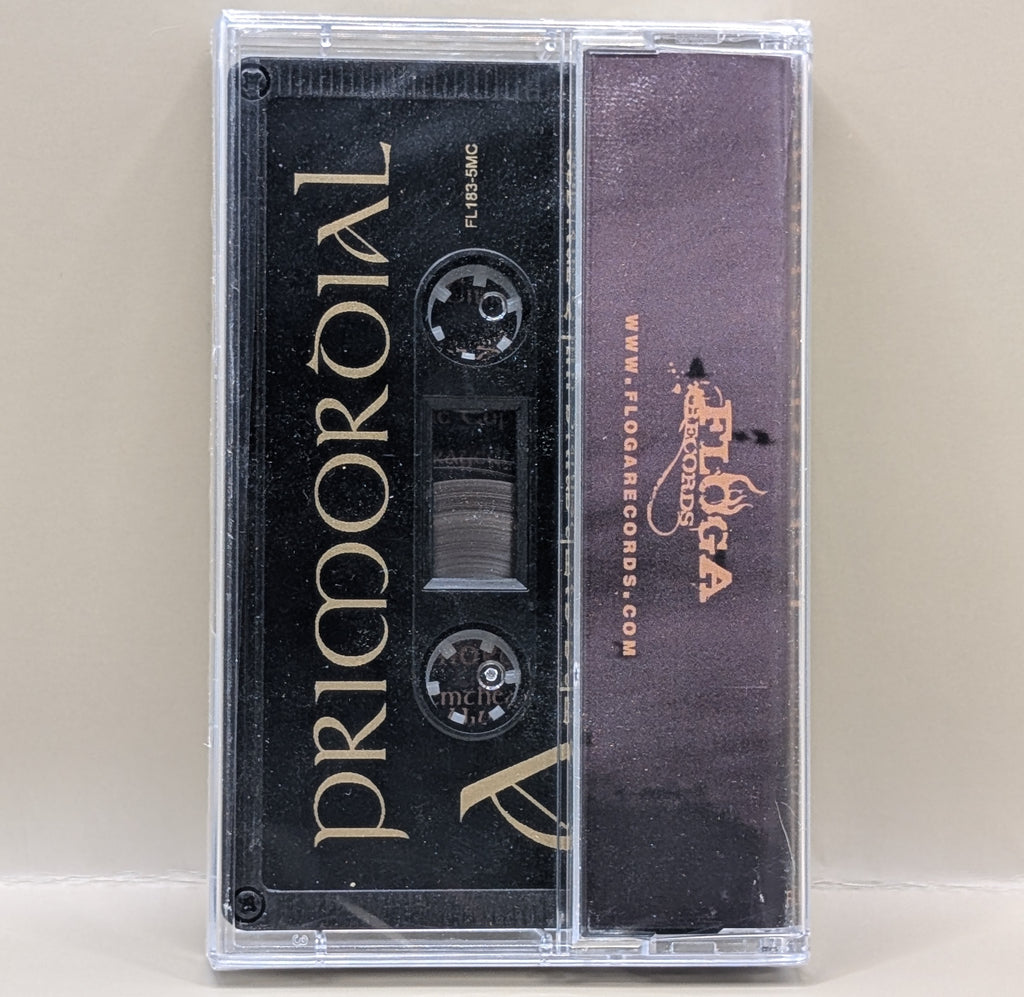 PRIMORDIAL
FL183-5MC
A
FLOGA
RECORDS
WWW.FLOGARECORDS.COM